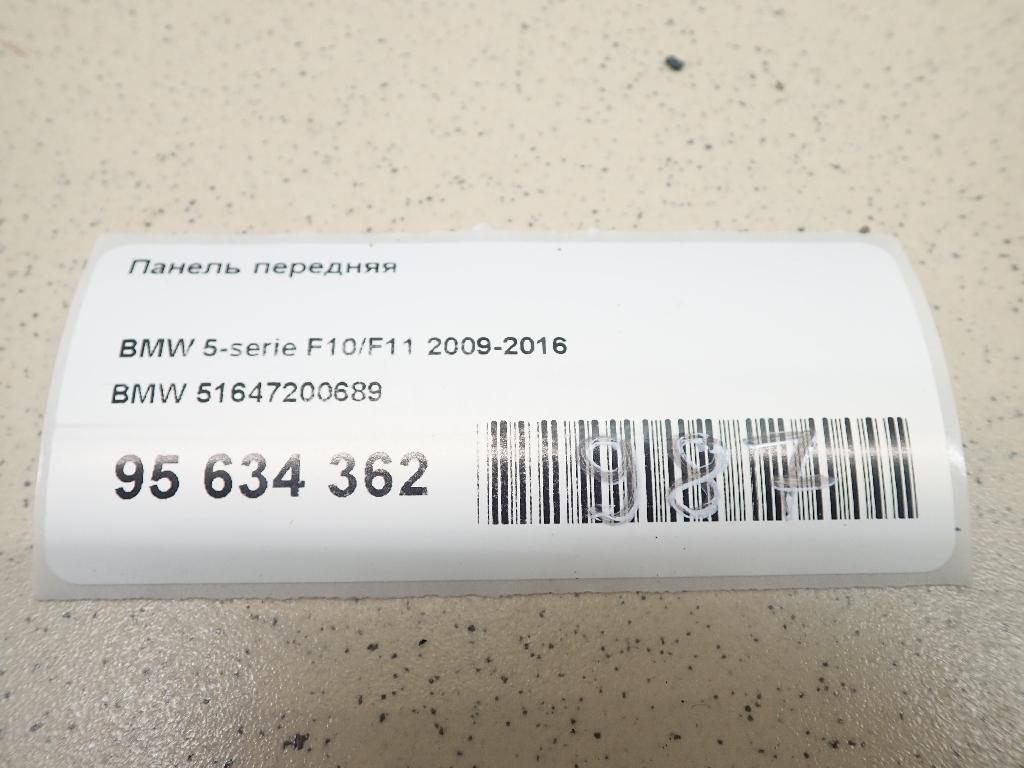 Панель передняя
BMW 5-serie F10/F11 2009-2016
BMW 51647200689
95 634 362
987